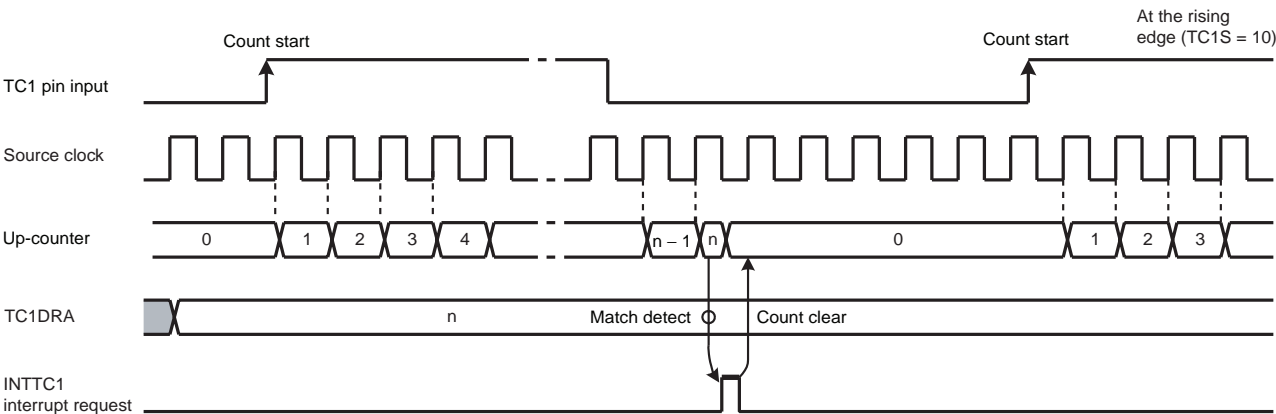 At the rising
edge (TC1S = 10)
Count start
Count start
TC1 pin input
Source clock
Up-counter
0
1
2
3
4
n – 1
n
0
1
2
3
TC1DRA
n
Match detect
Count clear
INTTC1
interrupt request